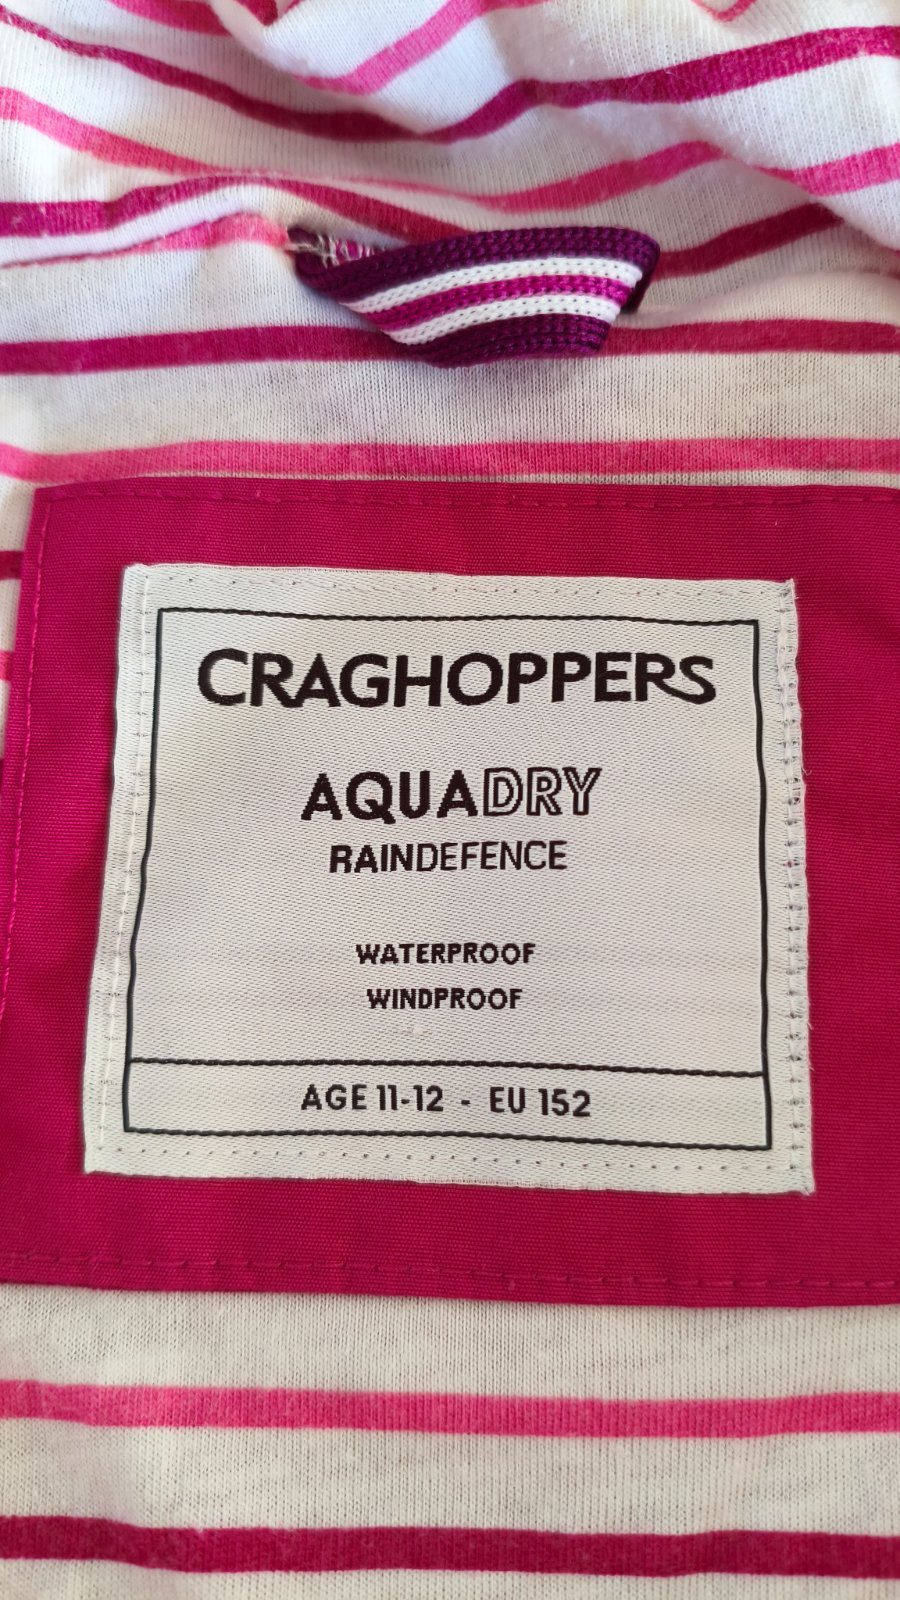 CRAGHOPPERS
AQUADRY
RAINDEFENCE
WATERPROOF
WINDPROOF
AGE 11-12 - EU 152